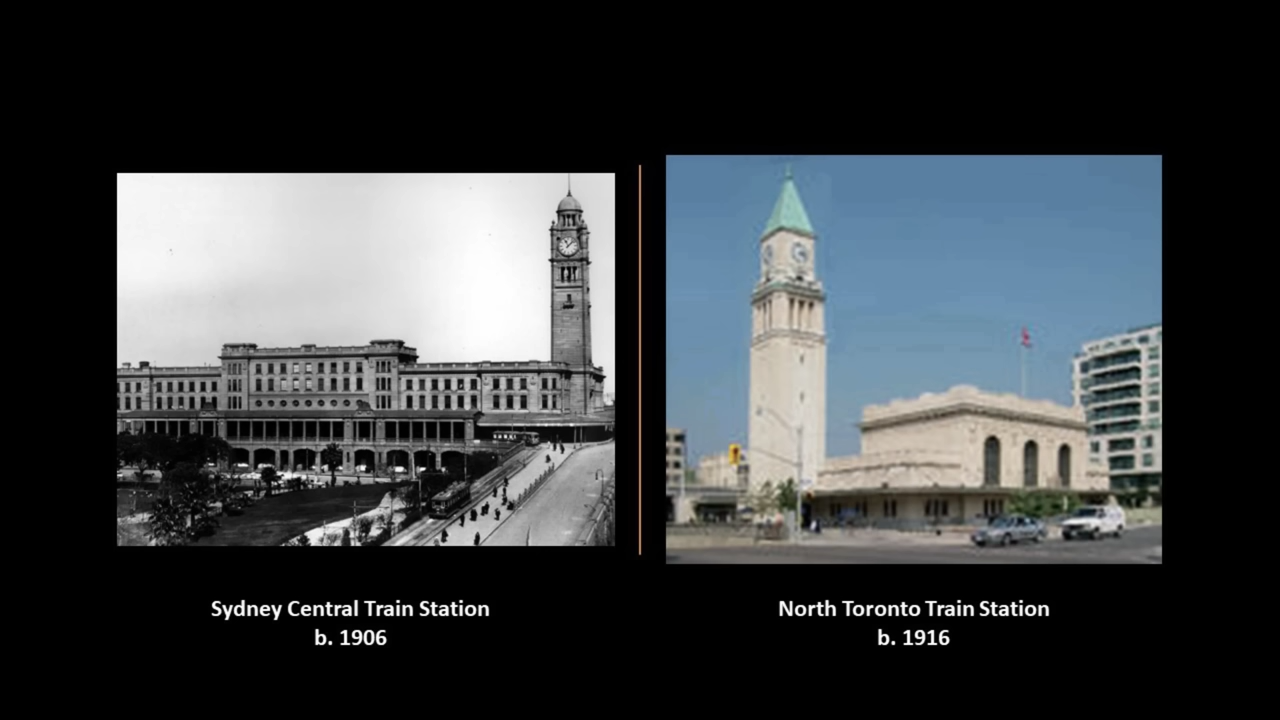 Sydney Central Train Station
b. 1906
North Toronto Train Station
b. 1916